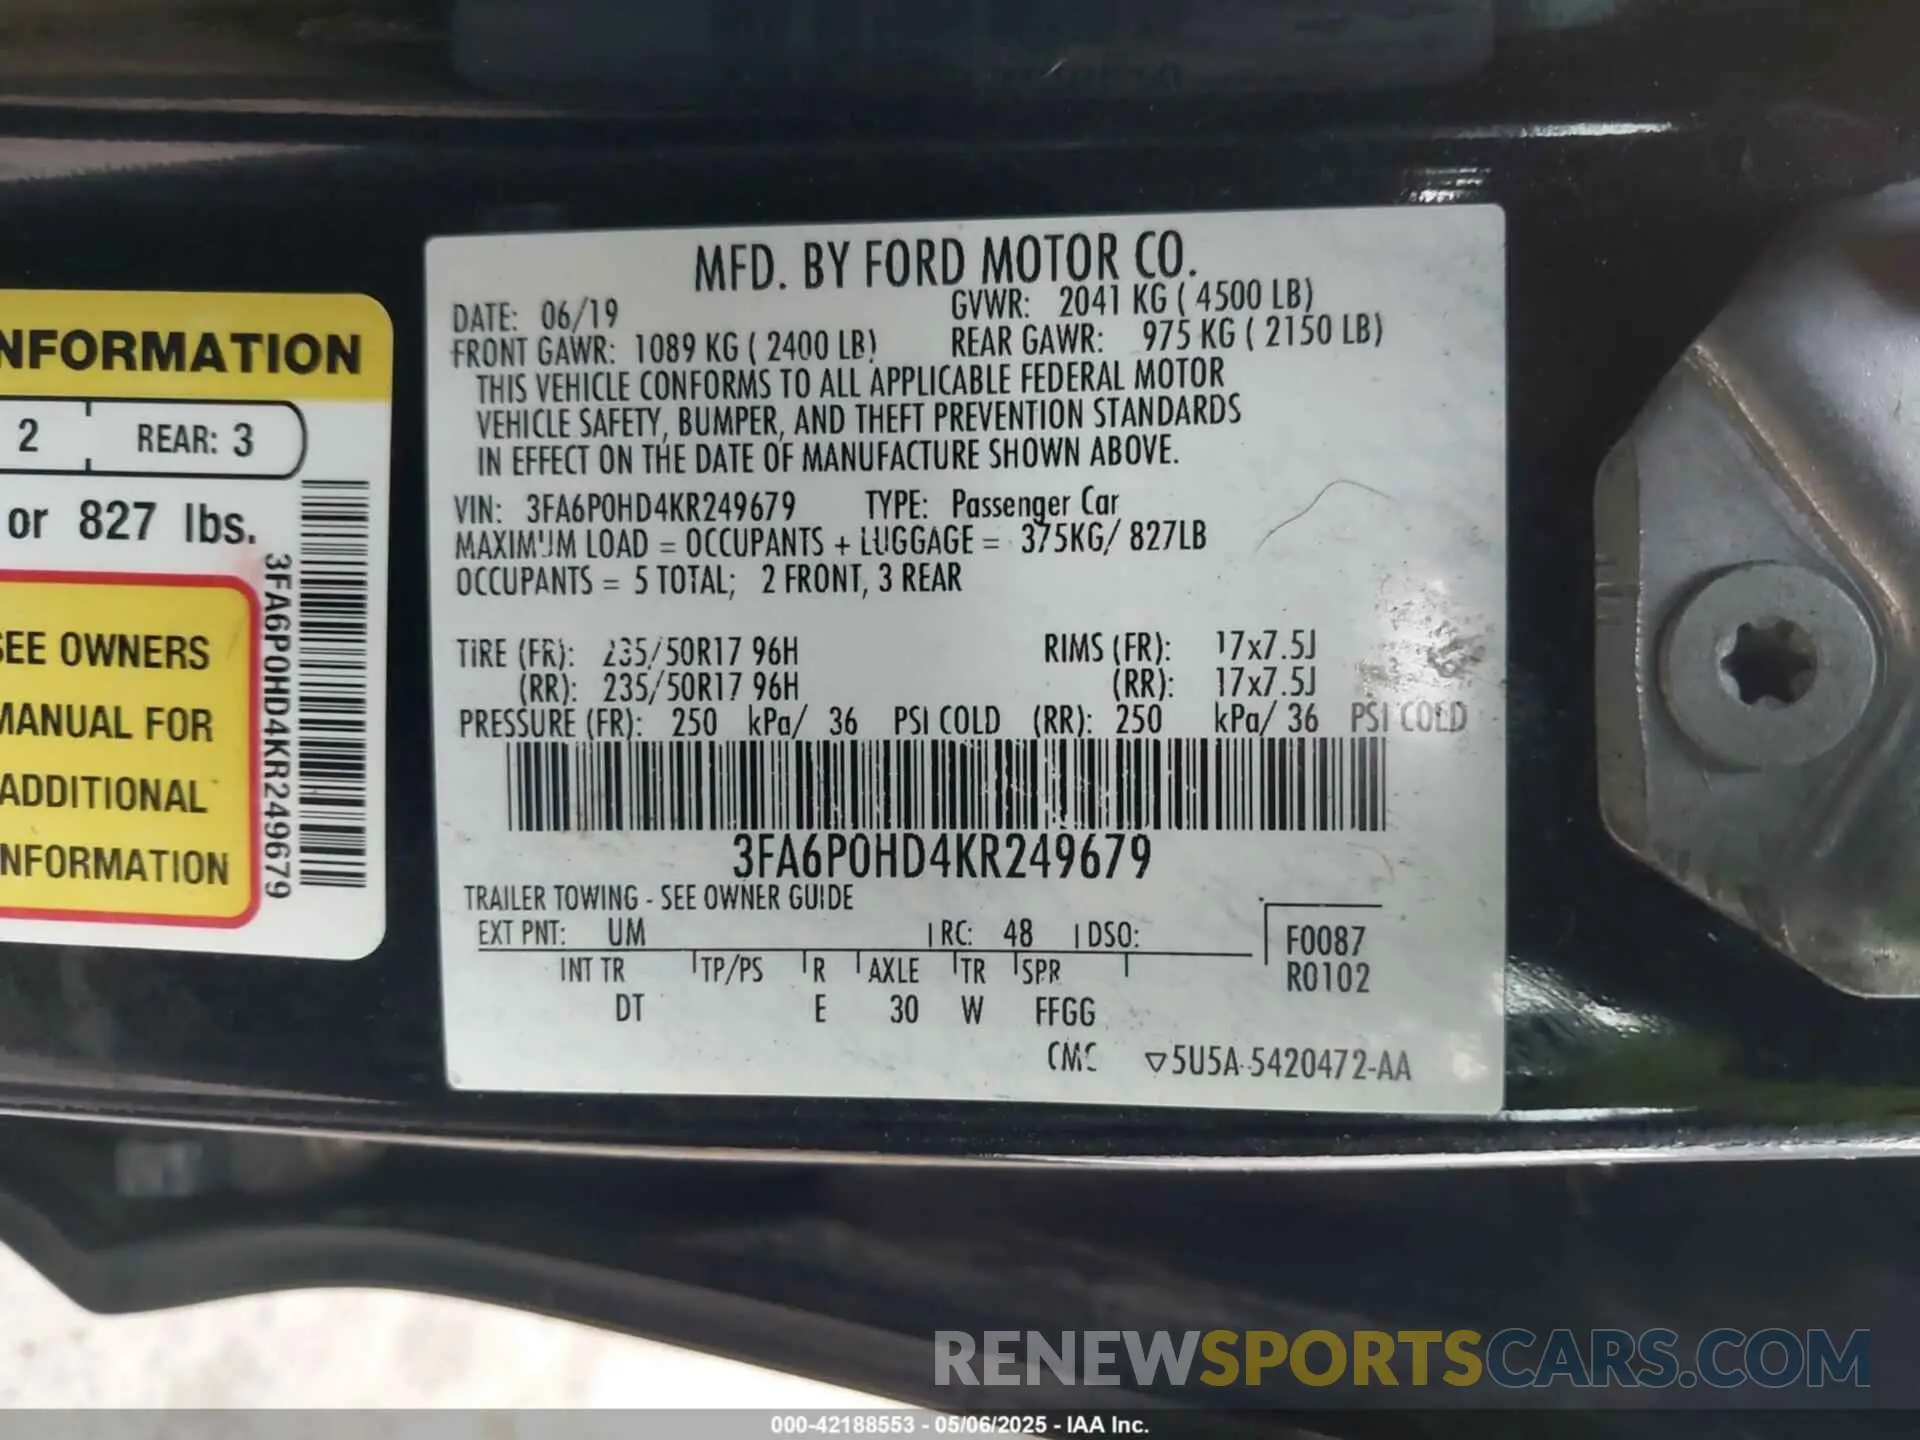 NFORMATION
2 REAR: 3
or 827 lbs.
SEE OWNERS
MANUAL FOR
ADDITIONAL
INFORMATION
3FA6P0HD4KR249679
MFD. BY FORD MOTOR CO.
DATE: 06/19 GVWR: 2041 KG ( 4500 LB)
FRONT GAWR: 1089 KG ( 2400 LB) REAR GAWR: 975 KG ( 2150 LB)
THIS VEHICLE CONFORMS TO ALL APPLICABLE FEDERAL MOTOR
VEHICLE SAFETY, BUMPER, AND THEFT PREVENTION STANDARDS
IN EFFECT ON THE DATE OF MANUFACTURE SHOWN ABOVE.
VIN: 3FA6P0HD4KR249679 TYPE: Passenger Car
MAXIMUM LOAD = OCCUPANTS + LUGGAGE = 375KG/ 827LB
OCCUPANTS = 5 TOTAL; 2 FRONT, 3 REAR
TIRE (FR): 235/50R17 96H RIMS (FR): 17x7.5J
(RR): 235/50R17 96H (RR): 17x7.5J
PRESSURE (FR): 250 kPa/ 36 PSI COLD (RR): 250 kPa/ 36 PSI COLD
3FA6P0HD4KR249679
TRAILER TOWING - SEE OWNER GUIDE
EXT PNT: UM RC: 48 DSO:
INT TR TP/PS R AXLE TR SPR
DT E 30 W FFGG
F0087
R0102
CMC ▽5U5A-5420472-AA
RENEWSPORTSCARS.COM
000-42188553 - 05/06/2025 - IAA Inc.